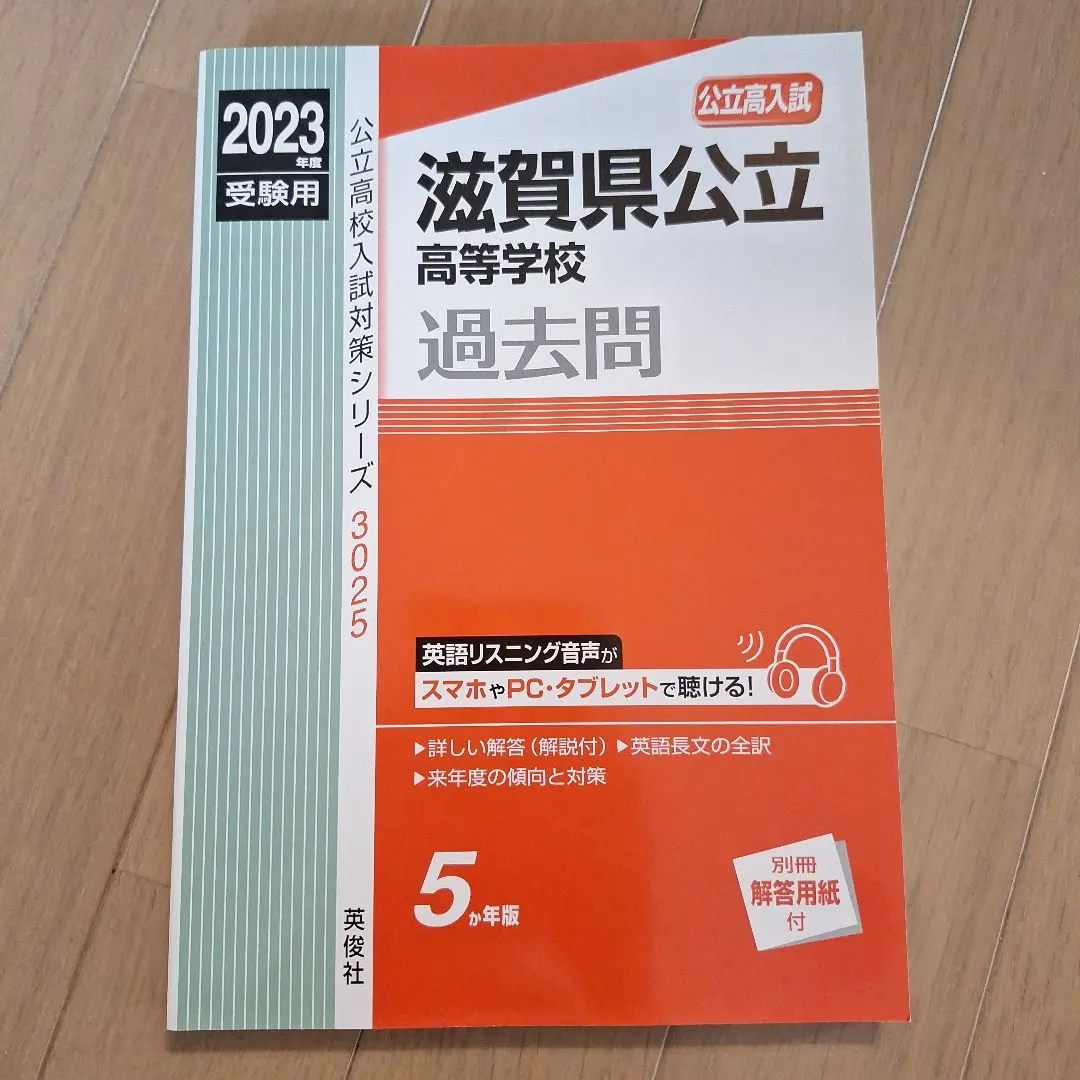 2023
年度
受験用
公立高校入試対策シリーズ 3025
英俊社
公立高入試
滋賀県公立
高等学校
過去問
英語リスニング音声が
スマホやPC・タブレットで聴ける!
▶詳しい解答(解説付) ▶英語長文の全訳
▶来年度の傾向と対策
5か年版
別冊
解答用紙
付